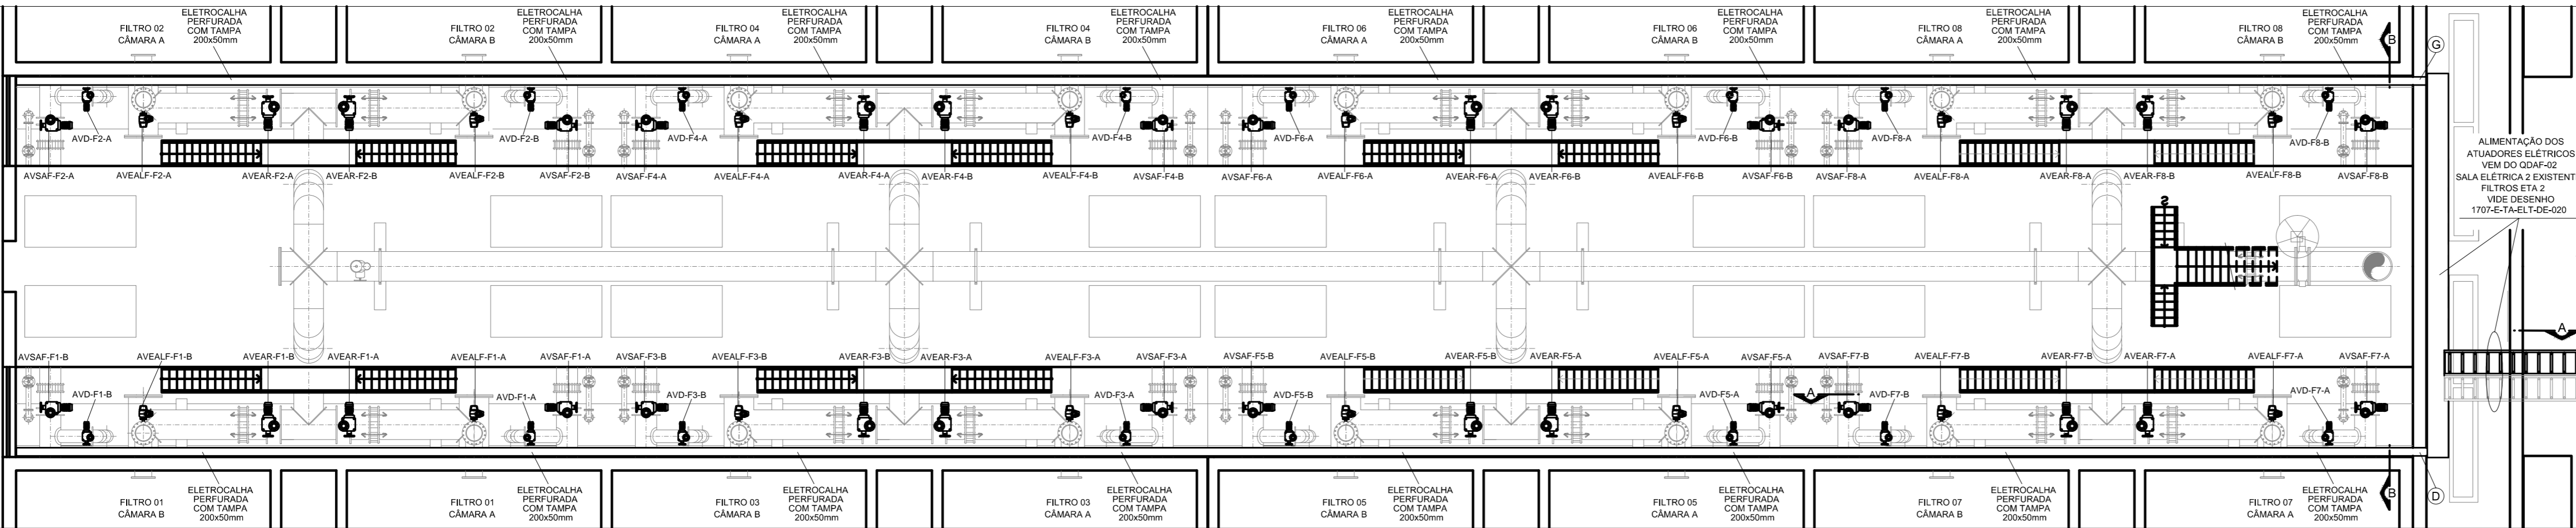 FILTRO 02
CÂMARA A
ELETROCALHA
PERFURADA
COM TAMPA
200x50mm
FILTRO 02
CÂMARA B
ELETROCALHA
PERFURADA
COM TAMPA
200x50mm
FILTRO 04
CÂMARA A
ELETROCALHA
PERFURADA
COM TAMPA
200x50mm
FILTRO 04
CÂMARA B
ELETROCALHA
PERFURADA
COM TAMPA
200x50mm
FILTRO 06
CÂMARA A
ELETROCALHA
PERFURADA
COM TAMPA
200x50mm
FILTRO 06
CÂMARA B
ELETROCALHA
PERFURADA
COM TAMPA
200x50mm
FILTRO 08
CÂMARA A
ELETROCALHA
PERFURADA
COM TAMPA
200x50mm
FILTRO 08
CÂMARA B
ELETROCALHA
PERFURADA
COM TAMPA
200x50mm
B
G
AVD-F2-A
AVD-F2-B
AVD-F4-A
AVD-F4-B
AVD-F6-A
AVD-F6-B
AVD-F8-A
AVD-F8-B
AVSAF-F2-A
AVEALF-F2-A
AVEAR-F2-A
AVEAR-F2-B
AVEALF-F2-B
AVSAF-F2-B
AVSAF-F4-A
AVEALF-F4-A
AVEAR-F4-A
AVEAR-F4-B
AVEALF-F4-B
AVSAF-F4-B
AVSAF-F6-A
AVEALF-F6-A
AVEAR-F6-A
AVEAR-F6-B
AVEALF-F6-B
AVSAF-F6-B
AVSAF-F8-A
AVEALF-F8-A
AVEAR-F8-A
AVEAR-F8-B
AVEALF-F8-B
AVSAF-F8-B
ALIMENTAÇÃO DOS
ATUADORES ELÉTRICOS
VEM DO QDAF-02
SALA ELÉTRICA 2 EXISTENT
FILTROS ETA 2
VIDE DESENHO
1707-E-TA-ELT-DE-020
S
A
AVSAF-F1-B
AVEALF-F1-B
AVEAR-F1-B
AVEAR-F1-A
AVEALF-F1-A
AVSAF-F1-A
AVSAF-F3-B
AVEALF-F3-B
AVEAR-F3-B
AVEAR-F3-A
AVEALF-F3-A
AVSAF-F3-A
AVSAF-F5-B
AVEALF-F5-B
AVEAR-F5-B
AVEAR-F5-A
AVEALF-F5-A
AVSAF-F5-A
AVSAF-F7-B
AVEALF-F7-B
AVEAR-F7-B
AVEAR-F7-A
AVEALF-F7-A
AVSAF-F7-A
AVD-F1-B
AVD-F1-A
AVD-F3-B
AVD-F3-A
AVD-F5-B
AVD-F5-A
A
AVD-F7-B
AVD-F7-A
FILTRO 01
CÂMARA B
ELETROCALHA
PERFURADA
COM TAMPA
200x50mm
FILTRO 01
CÂMARA A
ELETROCALHA
PERFURADA
COM TAMPA
200x50mm
FILTRO 03
CÂMARA B
ELETROCALHA
PERFURADA
COM TAMPA
200x50mm
FILTRO 03
CÂMARA A
ELETROCALHA
PERFURADA
COM TAMPA
200x50mm
FILTRO 05
CÂMARA B
ELETROCALHA
PERFURADA
COM TAMPA
200x50mm
FILTRO 05
CÂMARA A
ELETROCALHA
PERFURADA
COM TAMPA
200x50mm
FILTRO 07
CÂMARA B
ELETROCALHA
PERFURADA
COM TAMPA
200x50mm
FILTRO 07
CÂMARA A
ELETROCALHA
PERFURADA
COM TAMPA
200x50mm
B
D